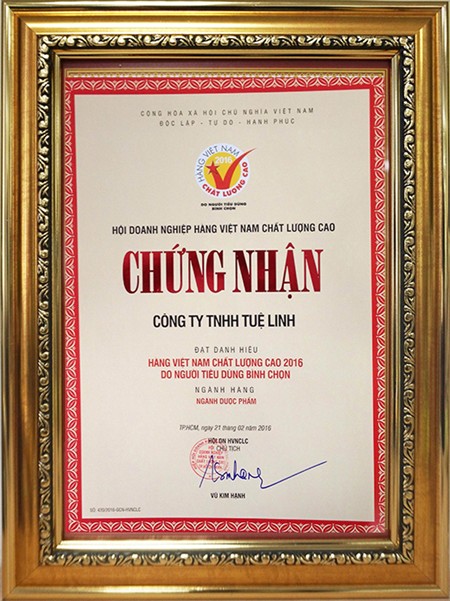 CỘNG HÒA XÃ HỘI CHỦ NGHĨA VIỆT NAM
ĐỘC LẬP - TỰ DO - HẠNH PHÚC
HÀNG VIỆT NAM
2016
CHẤT LƯỢNG CAO
DO NGƯỜI TIÊU DÙNG
BÌNH CHỌN
HỘI DOANH NGHIỆP HÀNG VIỆT NAM CHẤT LƯỢNG CAO
CHỨNG NHẬN
CÔNG TY TNHH TUỆ LINH
ĐẠT DANH HIỆU
HÀNG VIỆT NAM CHẤT LƯỢNG CAO 2016
DO NGƯỜI TIÊU DÙNG BÌNH CHỌN
NGÀNH HÀNG
NGÀNH DƯỢC PHẨM
TP.HCM, ngày 21 tháng 02 năm 2016
HỘI DN HVNCLC
CHỦ TỊCH
VŨ KIM HẠNH